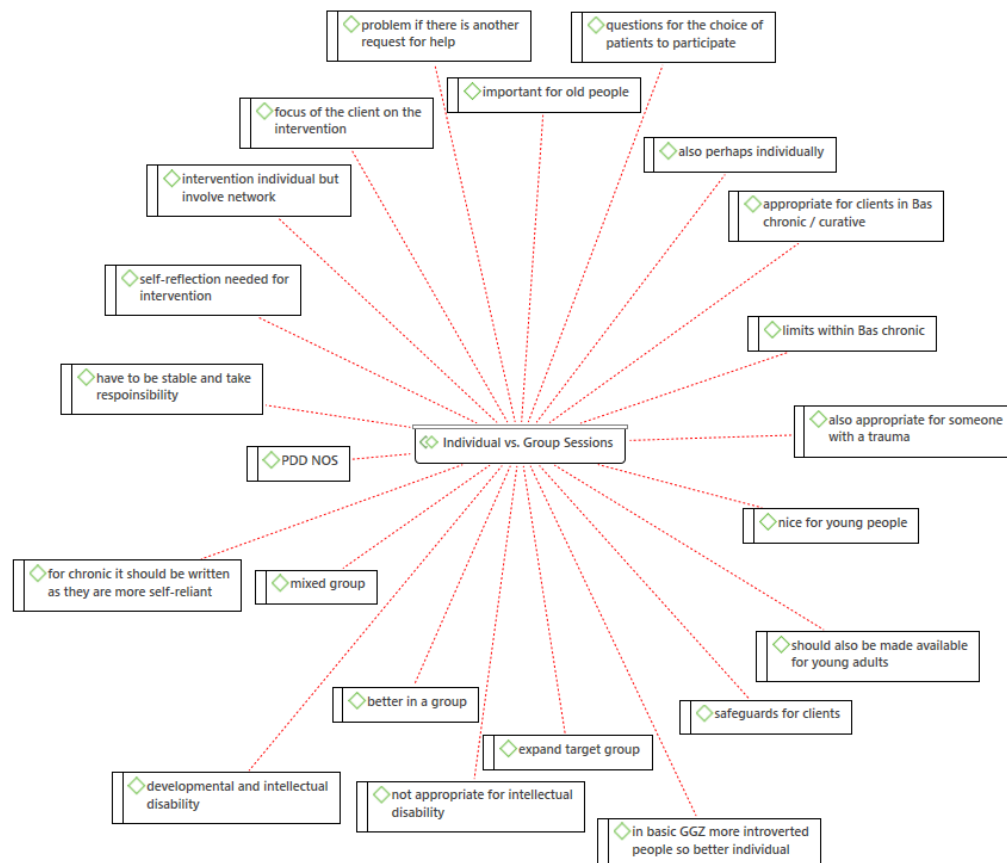 problem if there is another
request for help
questions for the choice of
patients to participate
important for old people
focus of the client on the
intervention
also perhaps individually
intervention individual but
involve network
appropriate for clients in Bas
chronic / curative
self-reflection needed for
intervention
limits within Bas chronic
have to be stable and take
respoinsibility
also appropriate for someone
with a trauma
Individual vs. Group Sessions
PDD NOS
nice for young people
for chronic it should be written
as they are more self-reliant
mixed group
should also be made available
for young adults
better in a group
safeguards for clients
expand target group
developmental and intellectual
disability
not appropriate for intellectual
disability
in basic GGZ more introverted
people so better individual